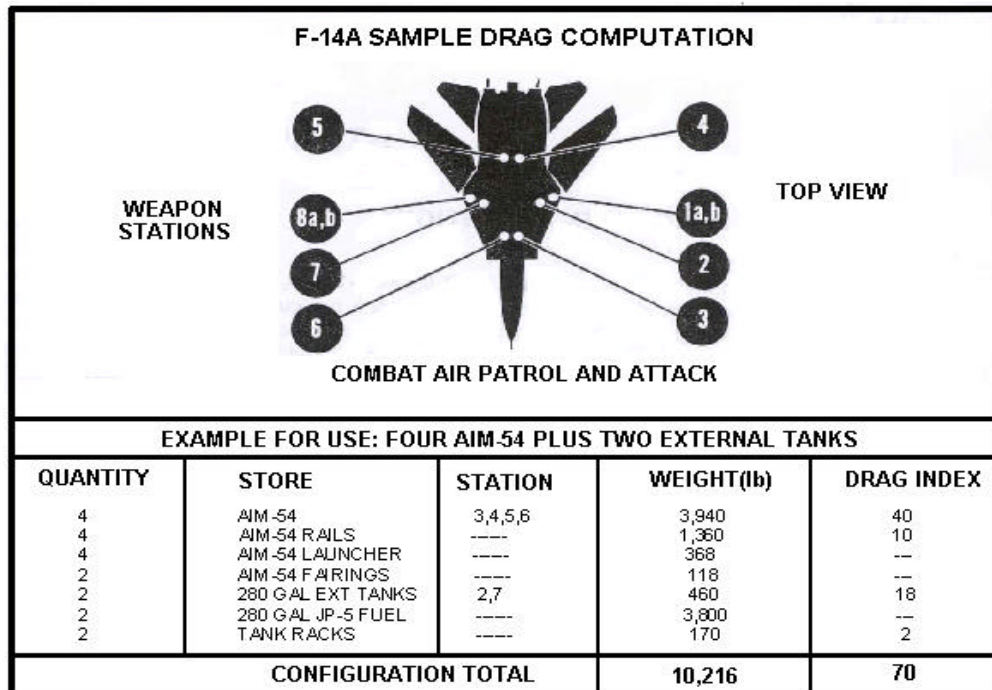 F-14A SAMPLE DRAG COMPUTATION
5
4
WEAPON
STATIONS
8a,b
1a,b
TOP VIEW
7
2
6
3
COMBAT AIR PATROL AND ATTACK
EXAMPLE FOR USE: FOUR AIM-54 PLUS TWO EXTERNAL TANKS
QUANTITY STORE STATION WEIGHT(lb) DRAG INDEX
4 AIM-54 3,4,5,6 3,940 40
4 AIM-54 RAILS ------ 1,360 10
4 AIM-54 LAUNCHER ------ 368 ---
2 AIM-54 FAIRINGS ------ 118 ---
2 280 GAL EXT TANKS 2,7 460 18
2 280 GAL JP-5 FUEL ------ 3,800 ---
2 TANK RACKS ------ 170 2
CONFIGURATION TOTAL 10,216 70